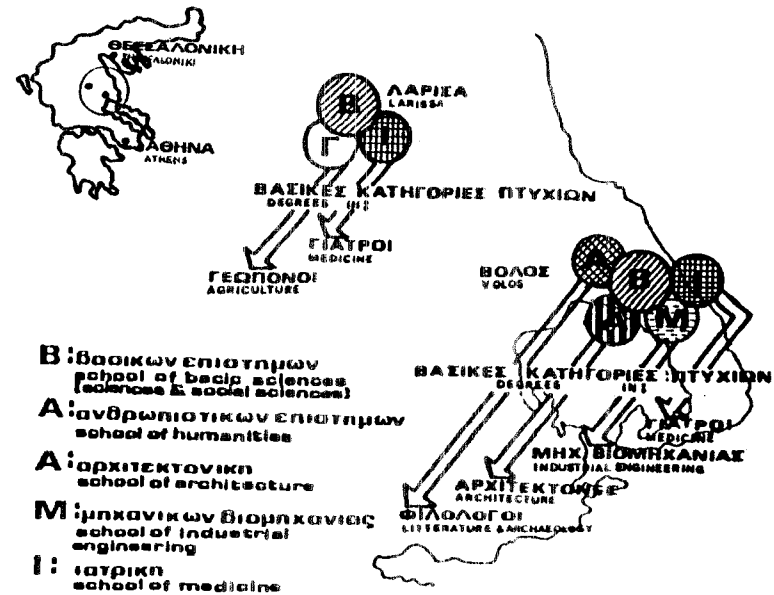 ΘΕΣΣΑΛΟΝΙΚΗ
ΑΘΗΝΑ
ATHENS
ΛΑΡΙΣΑ
LARISSA
Β
Γ
Ι
ΒΑΣΙΚΕΣ ΚΑΤΗΓΟΡΙΕΣ ΠΤΥΧΙΩΝ
DEGREES IN:
ΓΙΑΤΡΟΙ
MEDICINE
ΓΕΩΠΟΝΟΙ
AGRICULTURE
ΒΟΛΟΣ
VOLOS
Α
Β
Ι
Α
Μ
ΒΑΣΙΚΕΣ ΚΑΤΗΓΟΡΙΕΣ ΠΤΥΧΙΩΝ
DEGREES IN:
ΓΙΑΤΡΟΙ
MEDICINE
ΜΗΧ. ΒΙΟΜΗΧΑΝΙΑΣ
INDUSTRIAL ENGINEERING
ΑΡΧΙΤΕΚΤΟΝΕΣ
ARCHITECTURE
ΦΙΛΟΛΟΓΟΙ
LITTERATURE & ARCHAEOLOGY
Β: βασικων επιστημων
school of bacip sciences
(sciences & social sciences)
Α: ανθρωπιστικων επιστημων
school of humanities
Α: αρχιτεκτονικη
school of architecture
Μ: μηχανικων βιομηχανιας
school of industrial
engineering
Ι: ιατρικη
school of medicine